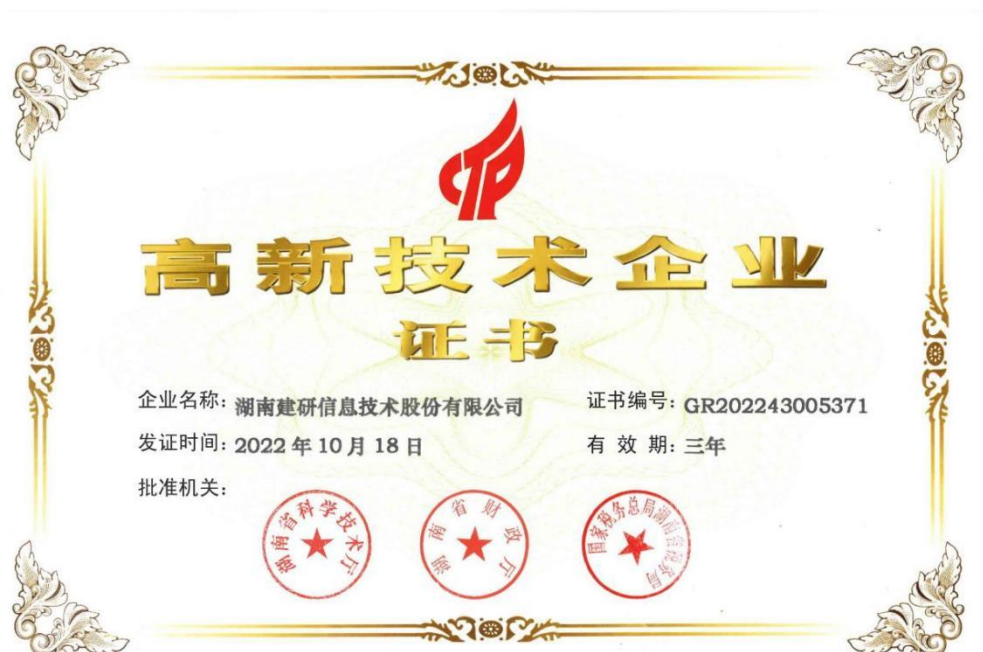 CTP
高新技术企业
证书
企业名称：湖南建研信息技术股份有限公司
证书编号：GR202243005371
发证时间：2022年10月18日
有效期：三年
批准机关：
湖南省科学技术厅
湖南省财政厅
国家税务总局湖南省税务局